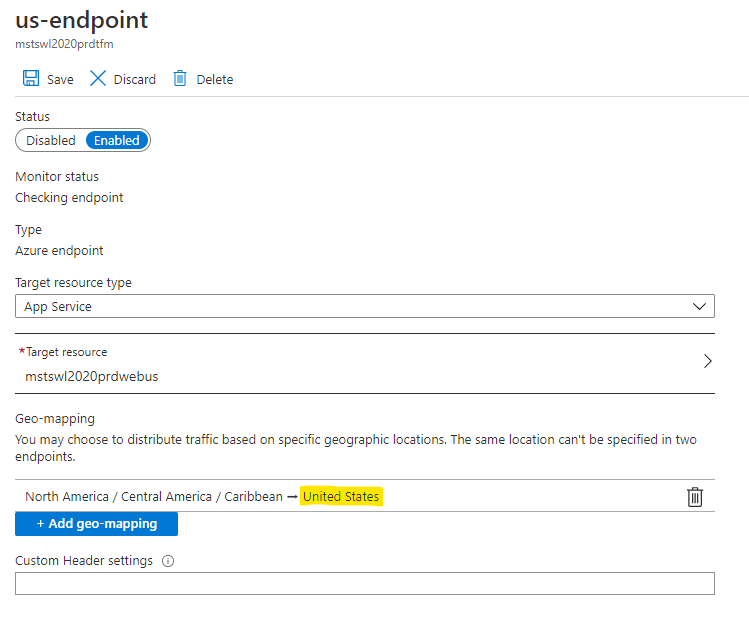 us-endpoint
mstswl2020prdtfm
Save Discard Delete
Status
Disabled Enabled
Monitor status
Checking endpoint
Type
Azure endpoint
Target resource type
App Service
*Target resource
mstswl2020prdwebus
Geo-mapping
You may choose to distribute traffic based on specific geographic locations. The same location can't be specified in two
endpoints.
North America / Central America / Caribbean → United States
+ Add geo-mapping
Custom Header settings